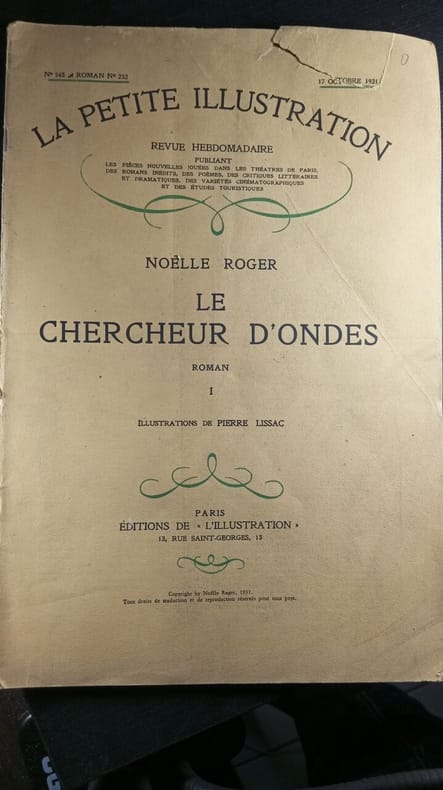 Nº 545 - ROMAN Nº 252
17 OCTOBRE 1931
LA PETITE ILLUSTRATION
REVUE HEBDOMADAIRE
PUBLIANT
LES PIÈCES NOUVELLES JOUÉES DANS LES THÉATRES DE PARIS,
DES ROMANS INÉDITS, DES POÈMES, DES CRITIQUES LITTÉRAIRES
ET DRAMATIQUES, DES VARIÉTÉS CINÉMATOGRAPHIQUES
ET DES ÉTUDES TOURISTIQUES
NOËLLE ROGER
LE
CHERCHEUR D'ONDES
ROMAN
I
ILLUSTRATIONS DE PIERRE LISSAC
PARIS
ÉDITIONS DE « L'ILLUSTRATION »
13, RUE SAINT-GEORGES, 13
Copyright by Noëlle Roger, 1931.
Tous droits de traduction et de reproduction réservés pour tous pays.